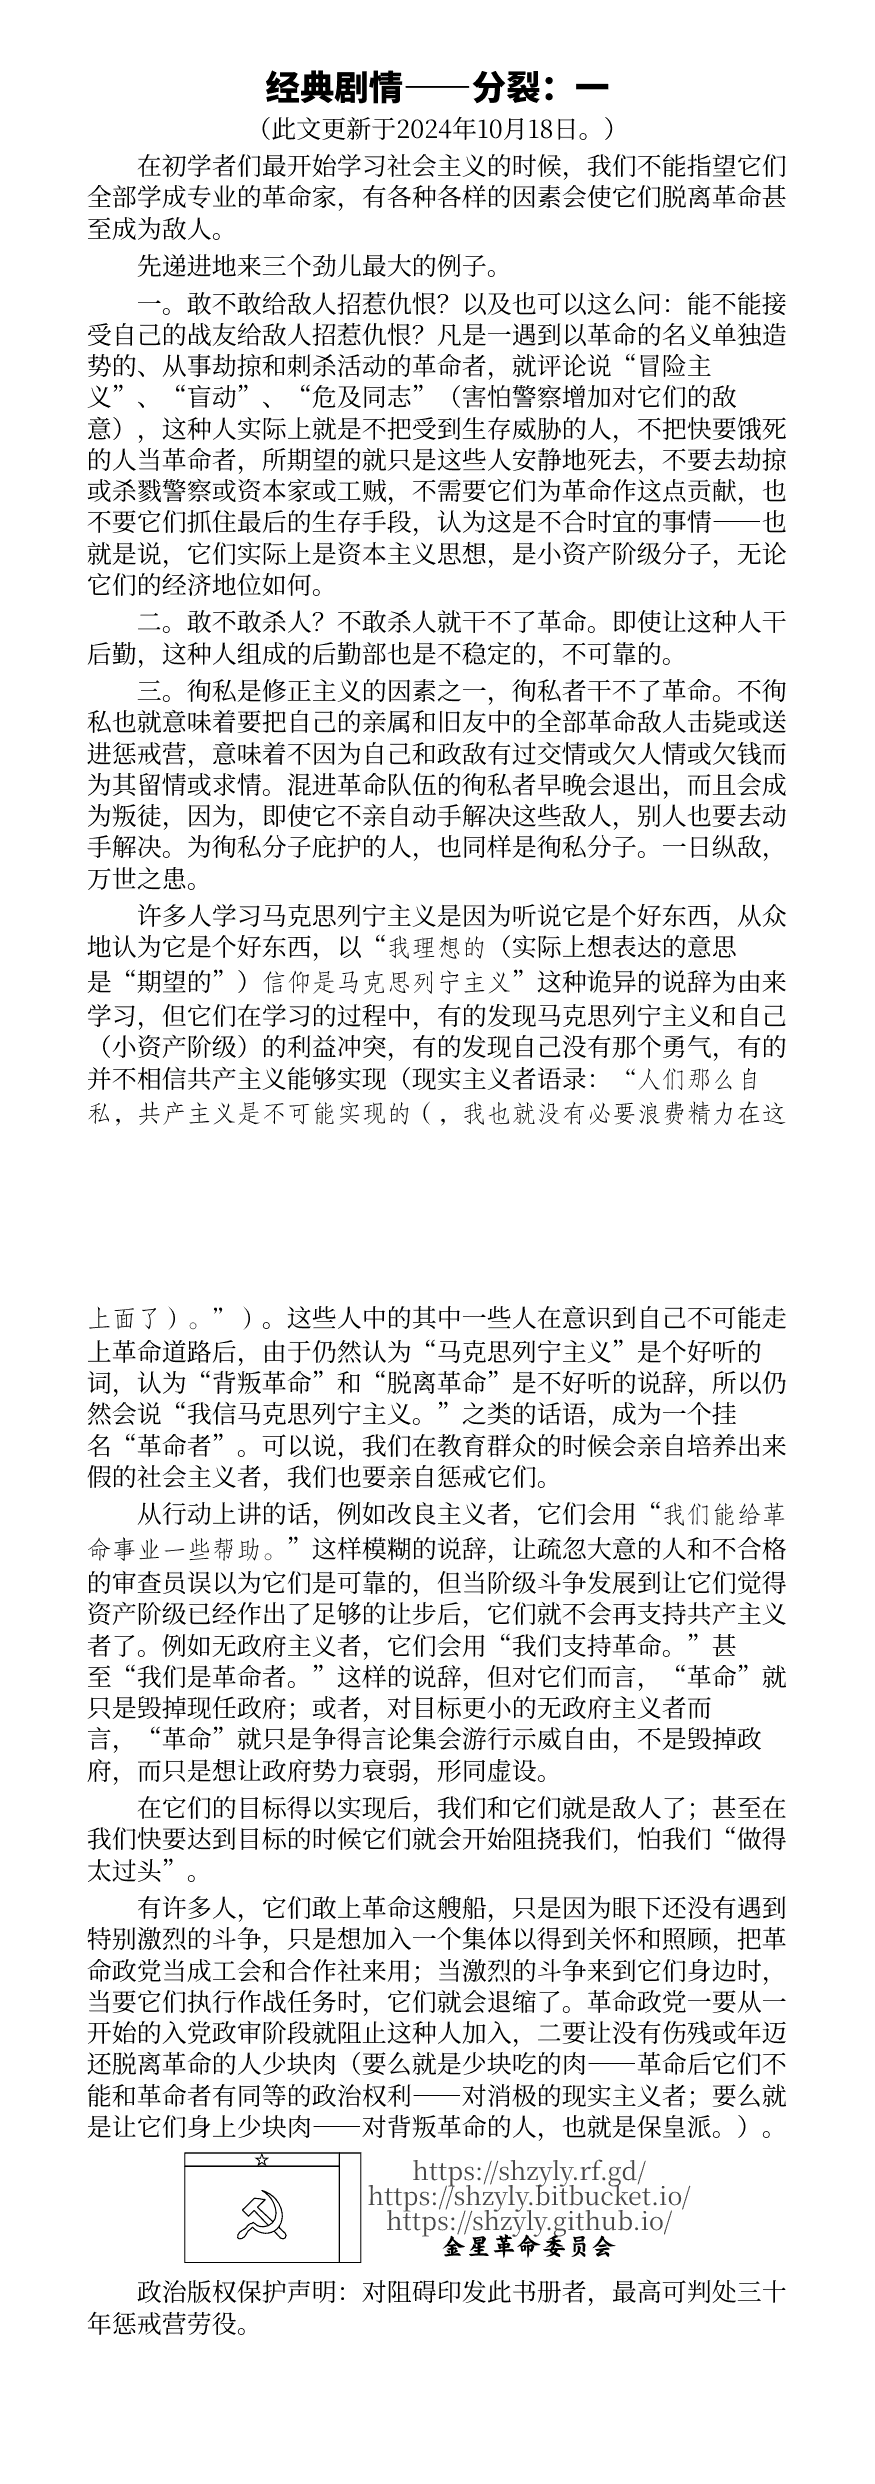 经典剧情——分裂：一
（此文更新于2024年10月18日。）
在初学者们最开始学习社会主义的时候，我们不能指望它们
全部学成专业的革命家，有各种各样的因素会使它们脱离革命甚
至成为敌人。
先递进地来三个劲儿最大的例子。
一。敢不敢给敌人招惹仇恨？以及也可以这么问：能不能接
受自己的战友给敌人招惹仇恨？凡是一遇到以革命的名义单独造
势的、从事劫掠和刺杀活动的革命者，就评论说“冒险主
义”、“盲动”、“危及同志”（害怕警察增加对它们的敌
意），这种人实际上就是不把受到生存威胁的人，不把快要饿死
的人当革命者，所期望的就只是这些人安静地死去，不要去劫掠
或杀戮警察或资本家或工贼，不需要它们为革命作这点贡献，也
不要它们抓住最后的生存手段，认为这是不合时宜的事情——也
就是说，它们实际上是资本主义思想，是小资产阶级分子，无论
它们的经济地位如何。
二。敢不敢杀人？不敢杀人就干不了革命。即使让这种人干
后勤，这种人组成的后勤部也是不稳定的，不可靠的。
三。徇私是修正主义的因素之一，徇私者干不了革命。不徇
私也就意味着要把自己的亲属和旧友中的全部革命敌人击毙或送
进惩戒营，意味着不因为自己和政敌有过交情或欠人情或欠钱而
为其留情或求情。混进革命队伍的徇私者早晚会退出，而且会成
为叛徒，因为，即使它不亲自动手解决这些敌人，别人也要去动
手解决。为徇私分子庇护的人，也同样是徇私分子。一日纵敌，
万世之患。
许多人学习马克思列宁主义是因为听说它是个好东西，从众
地认为它是个好东西，以“我理想的（实际上想表达的意思
是“期望的”）信仰是马克思列宁主义”这种诡异的说辞为由来
学习，但它们在学习的过程中，有的发现马克思列宁主义和自己
（小资产阶级）的利益冲突，有的发现自己没有那个勇气，有的
并不相信共产主义能够实现（现实主义者语录：“人们那么自
私，共产主义是不可能实现的（，我也就没有必要浪费精力在这
上面了）。”）。这些人中的其中一些人在意识到自己不可能走
上革命道路后，由于仍然认为“马克思列宁主义”是个好听的
词，认为“背叛革命”和“脱离革命”是不好听的说辞，所以仍
然会说“我信马克思列宁主义。”之类的话语，成为一个挂
名“革命者”。可以说，我们在教育群众的时候会亲自培养出来
假的社会主义者，我们也要亲自惩戒它们。
从行动上讲的话，例如改良主义者，它们会用“我们能给革
命事业一些帮助。”这样模糊的说辞，让疏忽大意的人和不合格
的审查员误以为它们是可靠的，但当阶级斗争发展到让它们觉得
资产阶级已经作出了足够的让步后，它们就不会再支持共产主义
者了。例如无政府主义者，它们会用“我们支持革命。”甚
至“我们是革命者。”这样的说辞，但对它们而言，“革命”就
只是毁掉现任政府；或者，对目标更小的无政府主义者而
言，“革命”就只是争得言论集会游行示威自由，不是毁掉政
府，而只是想让政府势力衰弱，形同虚设。
在它们的目标得以实现后，我们和它们就是敌人了；甚至在
我们快要达到目标的时候它们就会开始阻挠我们，怕我们“做得
太过头”。
有许多人，它们敢上革命这艘船，只是因为眼下还没有遇到
特别激烈的斗争，只是想加入一个集体以得到关怀和照顾，把革
命政党当成工会和合作社来用；当激烈的斗争来到它们身边时，
当要它们执行作战任务时，它们就会退缩了。革命政党一要从一
开始的入党政审阶段就阻止这种人加入，二要让没有伤残或年迈
还脱离革命的人少块肉（要么就是少块吃的肉——革命后它们不
能和革命者有同等的政治权利——对消极的现实主义者；要么就
是让它们身上少块肉——对背叛革命的人，也就是保皇派。）。
https://shzyly.rf.gd/
https://shzyly.bitbucket.io/
https://shzyly.github.io/
金星革命委员会
政治版权保护声明：对阻碍印发此书册者，最高可判处三十
年惩戒营劳役。